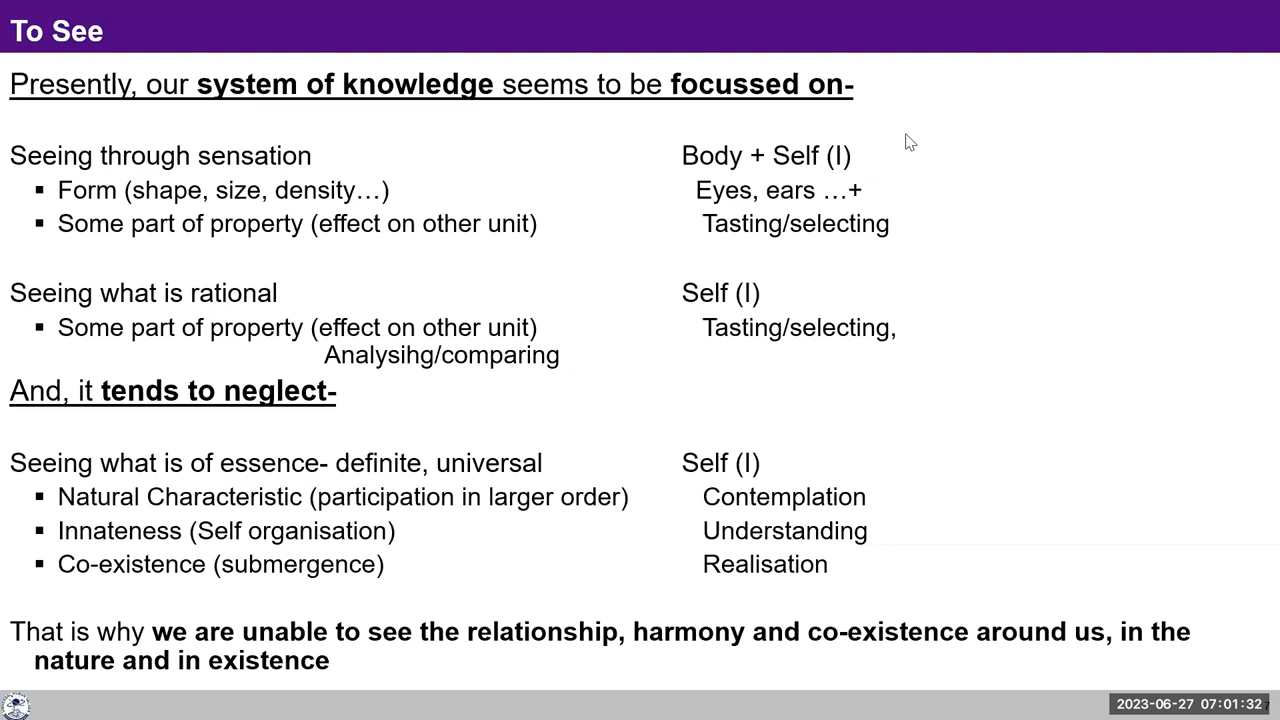 To See
Presently, our system of knowledge seems to be focussed on-
Seeing through sensation Body + Self (I)
▪ Form (shape, size, density…) Eyes, ears …+
▪ Some part of property (effect on other unit) Tasting/selecting
Seeing what is rational Self (I)
▪ Some part of property (effect on other unit) Tasting/selecting,
Analysihg/comparing
And, it tends to neglect-
Seeing what is of essence- definite, universal Self (I)
▪ Natural Characteristic (participation in larger order) Contemplation
▪ Innateness (Self organisation) Understanding
▪ Co-existence (submergence) Realisation
That is why we are unable to see the relationship, harmony and co-existence around us, in the
nature and in existence
2023-06-27 07:01:32